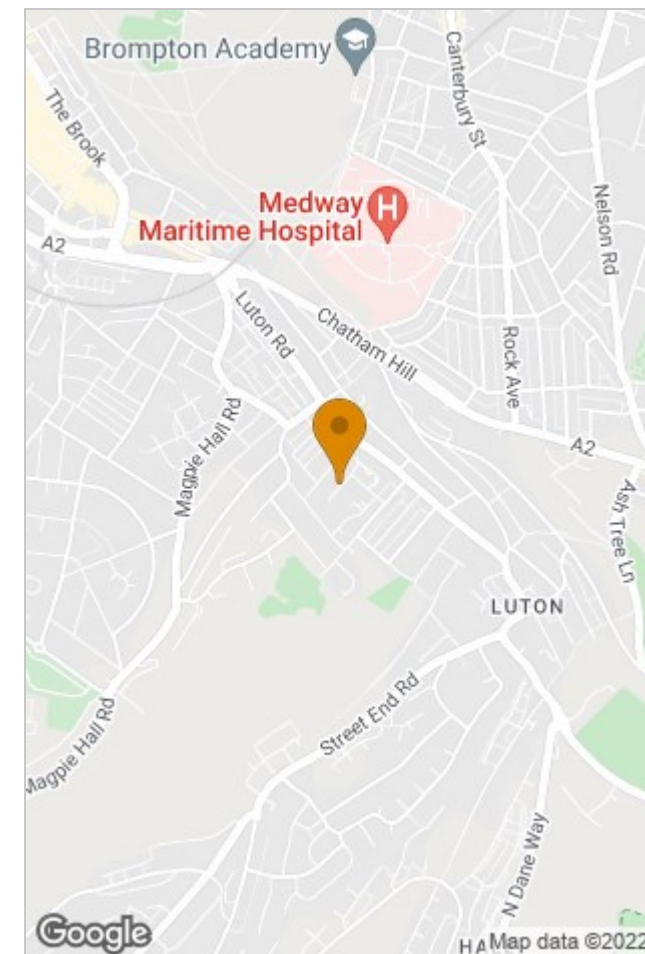 Brompton Academy
Canterbury St
The Brook
Nelson Rd
Medway
Maritime Hospital
H
A2
Luton Rd
Chatham Hill
Rock Ave
Magpie Hall Rd
A2
Ash Tree Ln
LUTON
Street End Rd
Magpie Hall Rd
N Dane Way
Google
HA
Map data ©2022